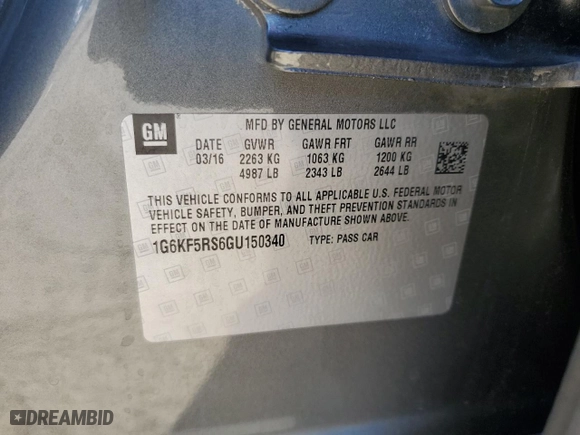 GM
MFD BY GENERAL MOTORS LLC
DATE GVWR GAWR FRT GAWR RR
03/16 2263 KG 1063 KG 1200 KG
4987 LB 2343 LB 2644 LB
THIS VEHICLE CONFORMS TO ALL APPLICABLE U.S. FEDERAL MOTOR
VEHICLE SAFETY, BUMPER, AND THEFT PREVENTION STANDARDS IN
EFFECT ON THE DATE OF MANUFACTURE SHOWN ABOVE.
1G6KF5RS6GU150340 TYPE: PASS CAR
DREAMBID